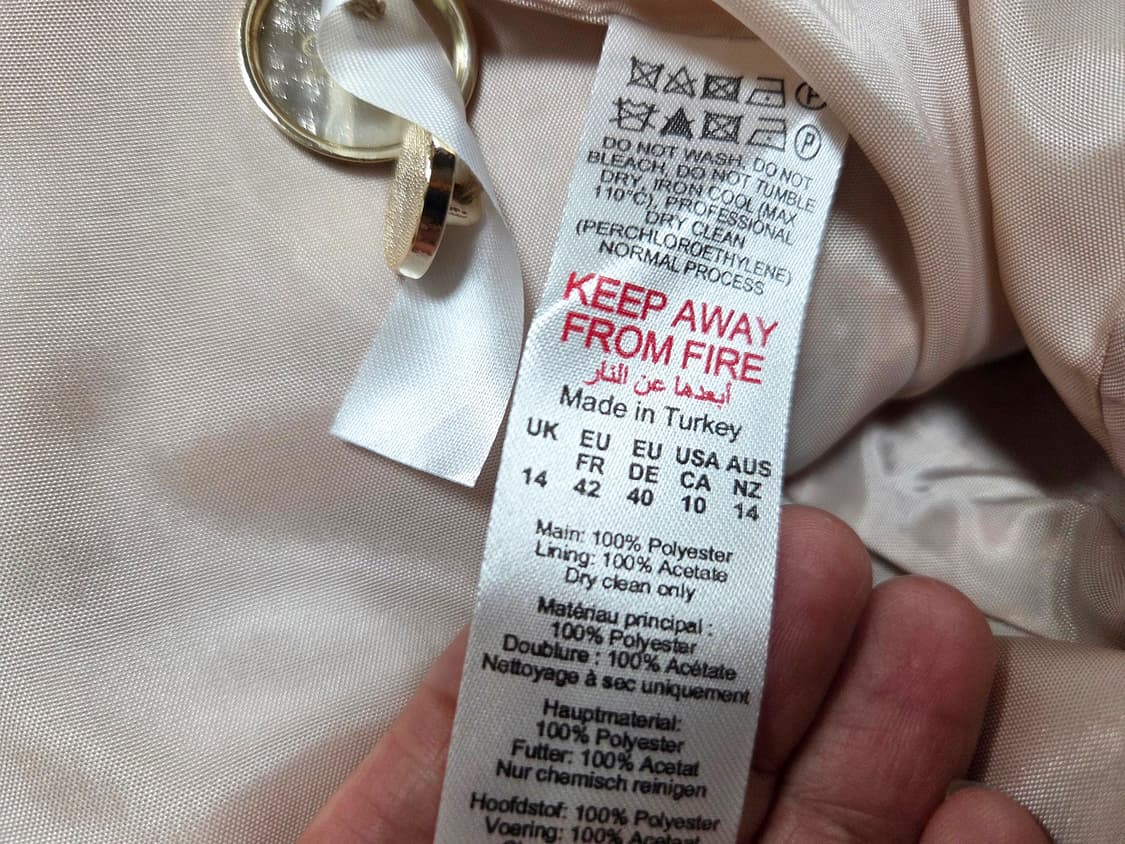 P
P
DO NOT WASH, DO NOT
BLEACH, DO NOT TUMBLE
DRY, IRON COOL (MAX
110°C), PROFESSIONAL
DRY CLEAN
(PERCHLOROETHYLENE)
NORMAL PROCESS
KEEP AWAY
FROM FIRE
أبعدها عن النار
Made in Turkey
UK EU EU USA AUS
FR DE CA NZ
14 42 40 10 14
Main: 100% Polyester
Lining: 100% Acetate
Dry clean only
Matériau principal :
100% Polyester
Doublure : 100% Acétate
Nettoyage à sec uniquement
Hauptmaterial:
100% Polyester
Futter: 100% Acetat
Nur chemisch reinigen
Hoofdstof: 100% Polyester
Voering: 100% Acetaat